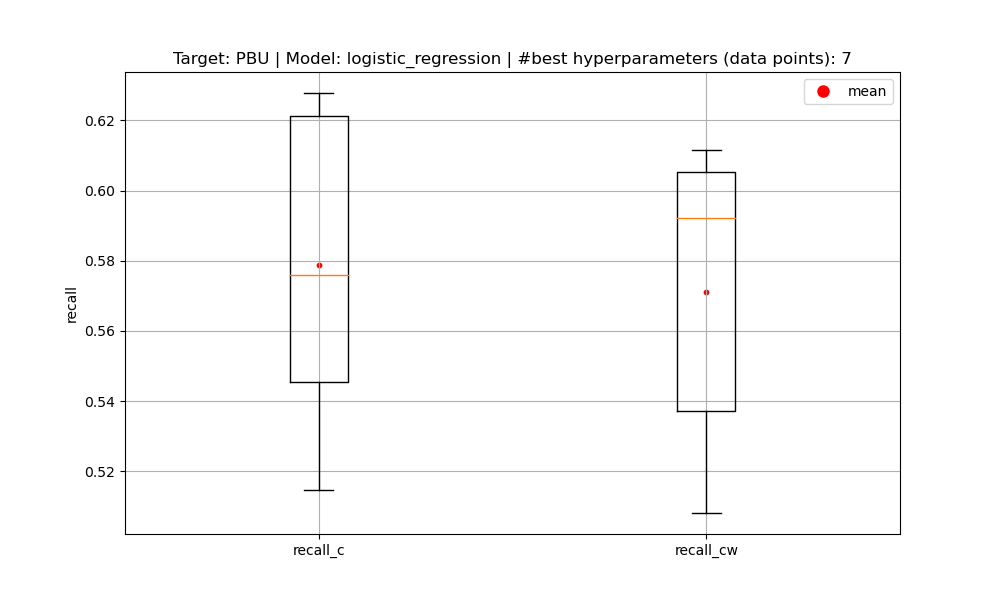 Target: PBU | Model: logistic_regression | #best hyperparameters (data points): 7
mean
0.62
0.60
0.58
0.56
0.54
0.52
recall
recall_c
recall_cw